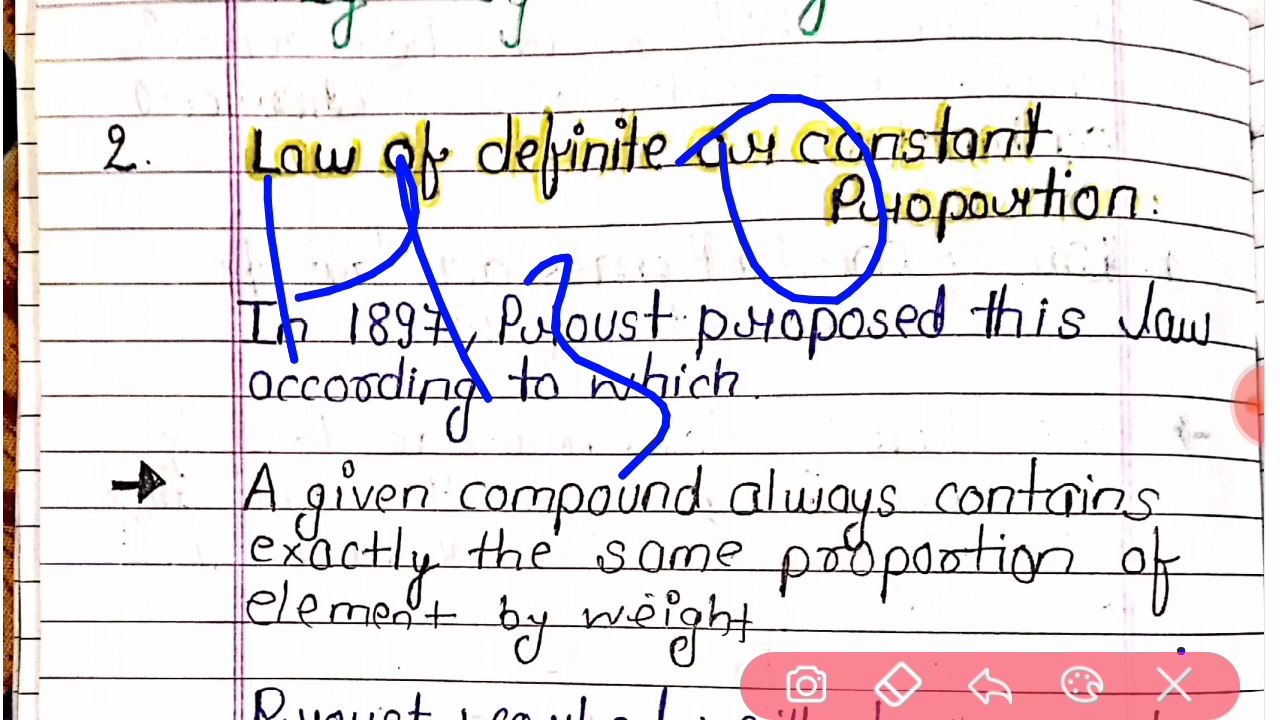 2. Law of definite or constant
Proportion:
In 1897, Proust proposed this law
according to which.
→ A given compound always contains
exactly the same proportion of
element by weight